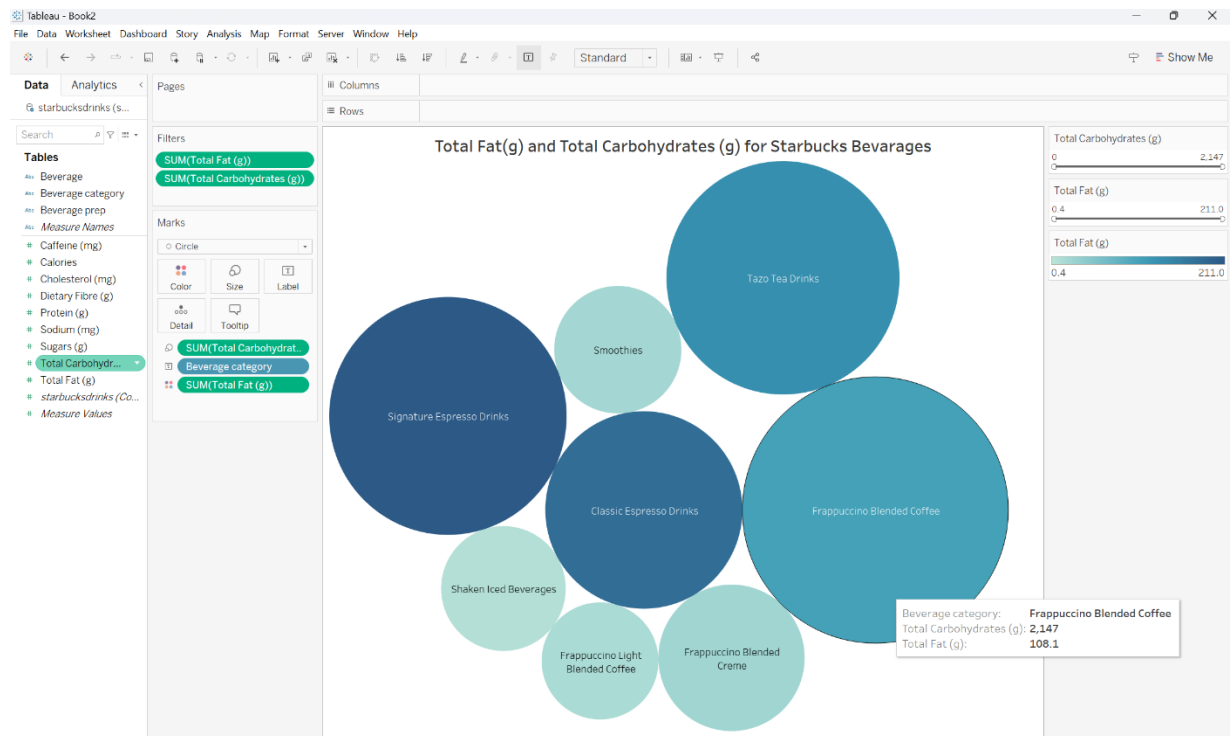 Tableau - Book2
File Data Worksheet Dashboard Story Analysis Map Format Server Window Help
Standard
Show Me
Data Analytics
starbucksdrinks (s...
Search
Tables
Abc Beverage
Abc Beverage category
Abc Beverage prep
Abc Measure Names
# Caffeine (mg)
# Calories
# Cholesterol (mg)
# Dietary Fibre (g)
# Protein (g)
# Sodium (mg)
# Sugars (g)
# Total Carbohydr...
# Total Fat (g)
# starbucksdrinks (Co...
# Measure Values
Pages
Filters
SUM(Total Fat (g))
SUM(Total Carbohydrates (g))
Marks
Circle
Color Size Label
Detail Tooltip
SUM(Total Carbohydrat..
Beverage category
SUM(Total Fat (g))
Columns
Rows
Total Fat(g) and Total Carbohydrates (g) for Starbucks Bevarages
Tazo Tea Drinks
Smoothies
Signature Espresso Drinks
Classic Espresso Drinks
Frappuccino Blended Coffee
Shaken Iced Beverages
Frappuccino Light
Blended Coffee
Frappuccino Blended
Creme
Beverage category: Frappuccino Blended Coffee
Total Carbohydrates (g): 2,147
Total Fat (g): 108.1
Total Carbohydrates (g)
0 2,147
Total Fat (g)
0.4 211.0
Total Fat (g)
0.4 211.0